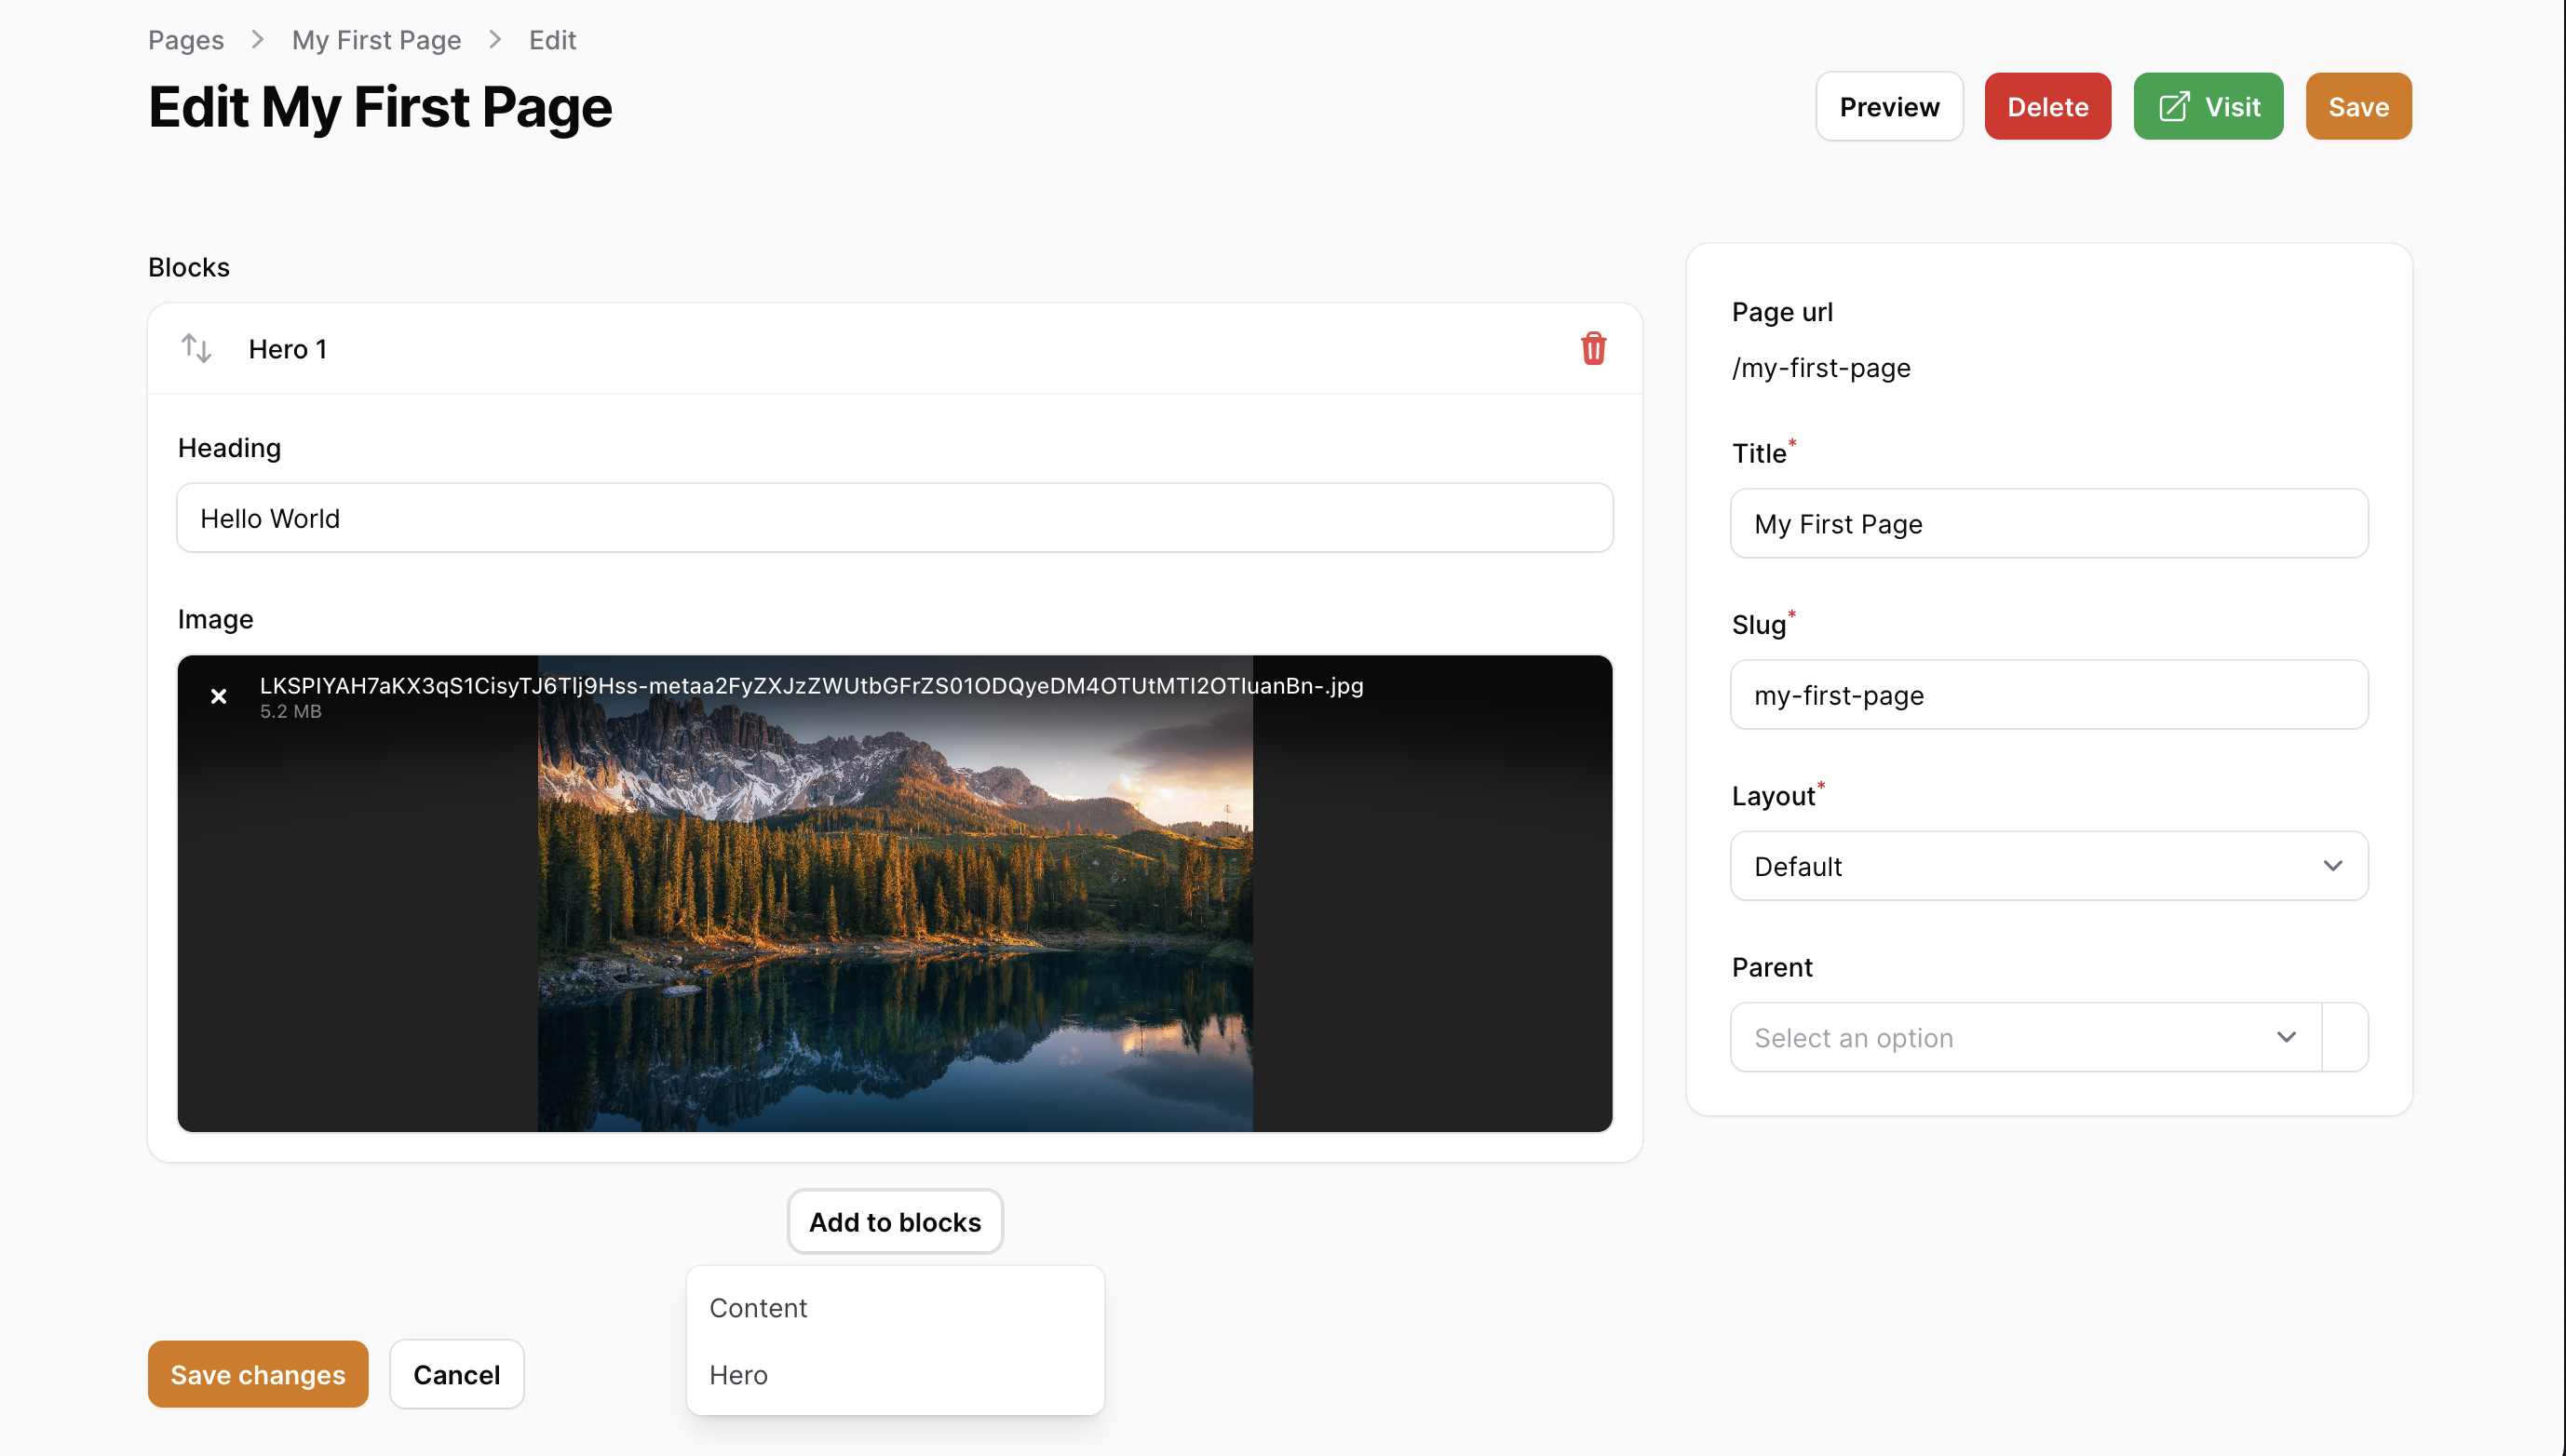 Pages > My First Page > Edit
Edit My First Page
Preview Delete Visit Save
Blocks
Hero 1
Heading
Hello World
Image
LKSPIYAH7aKX3qS1CisyTJ6Tlj9Hss-metaa2FyZXJzZWUtbGFrZS01ODQyeDM4OTUtMTI2OTIuanBn-.jpg
5.2 MB
Add to blocks
Content
Hero
Save changes Cancel
Page url
/my-first-page
Title*
My First Page
Slug*
my-first-page
Layout*
Default
Parent
Select an option